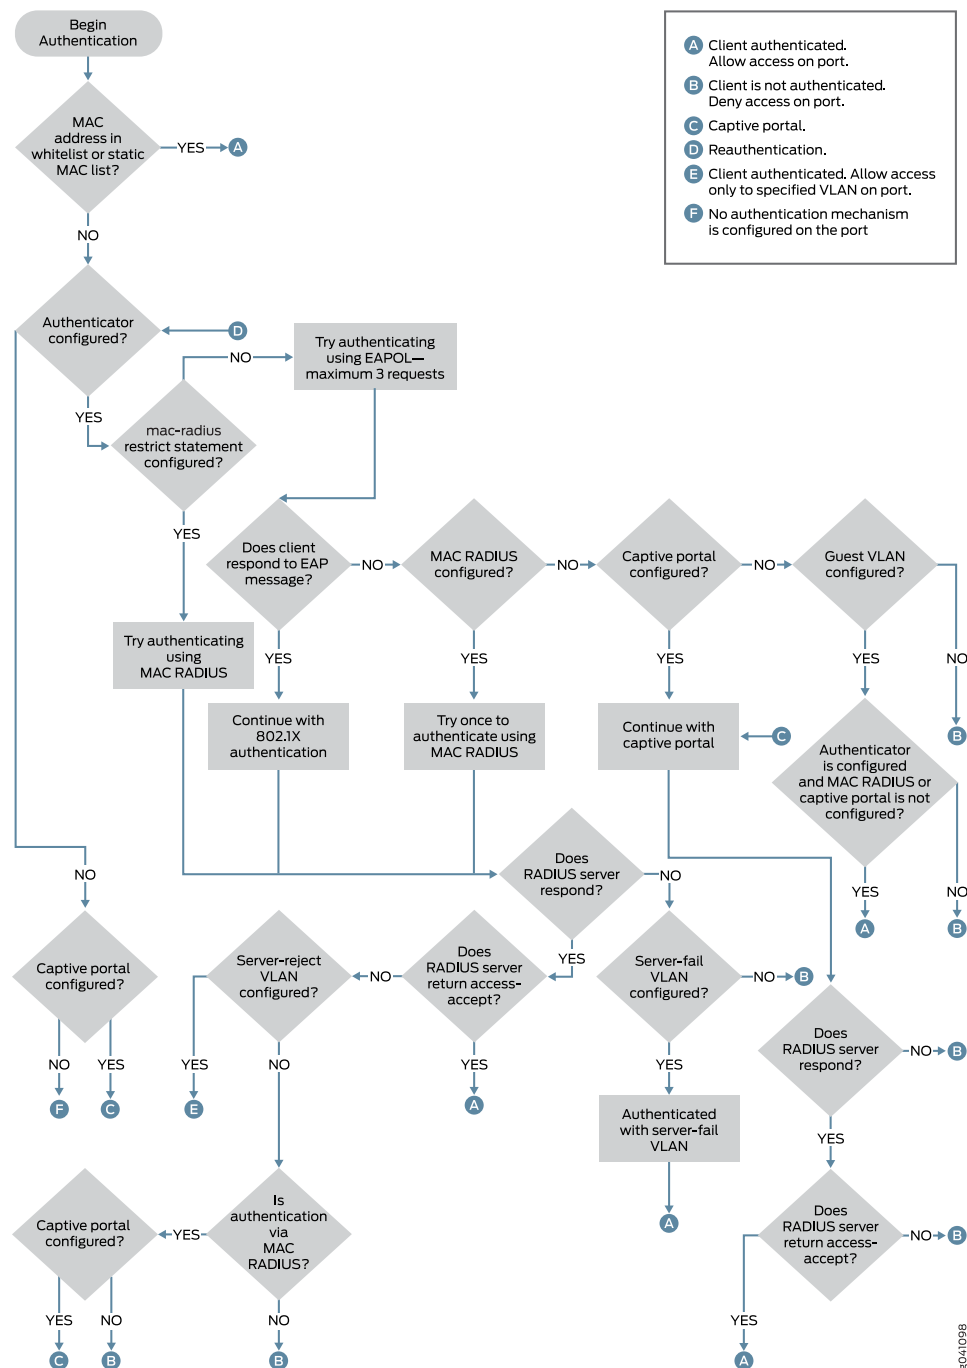 Begin
Authentication
A Client authenticated.
Allow access on port.
B Client is not authenticated.
Deny access on port.
C Captive portal.
D Reauthentication.
E Client authenticated. Allow access
only to specified VLAN on port.
F No authentication mechanism
is configured on the port
MAC
address in
whitelist or static
MAC list?
YES
A
NO
Authenticator
configured?
D
NO
Try authenticating
using EAPOL—
maximum 3 requests
YES
mac-radius
restrict statement
configured?
YES
Does client
respond to EAP
message?
NO
MAC RADIUS
configured?
NO
Captive portal
configured?
NO
Guest VLAN
configured?
Try authenticating
using
MAC RADIUS
YES
YES
YES
YES
NO
Continue with
802.1X
authentication
Try once to
authenticate using
MAC RADIUS
Continue with
captive portal
C
B
Authenticator
is configured
and MAC RADIUS or
captive portal is not
configured?
NO
Does
RADIUS server
respond?
NO
YES
NO
A
B
Captive portal
configured?
Server-reject
VLAN
configured?
NO
Does
RADIUS server
return access-
accept?
YES
Server-fail
VLAN
configured?
NO
B
Does
RADIUS server
respond?
NO
B
NO
YES
YES
NO
YES
YES
F
C
E
A
Authenticated
with server-fail
VLAN
YES
A
Captive portal
configured?
YES
Is
authentication
via
MAC
RADIUS?
Does
RADIUS server
return access-
accept?
NO
B
YES
NO
NO
YES
C
B
B
A
g041098